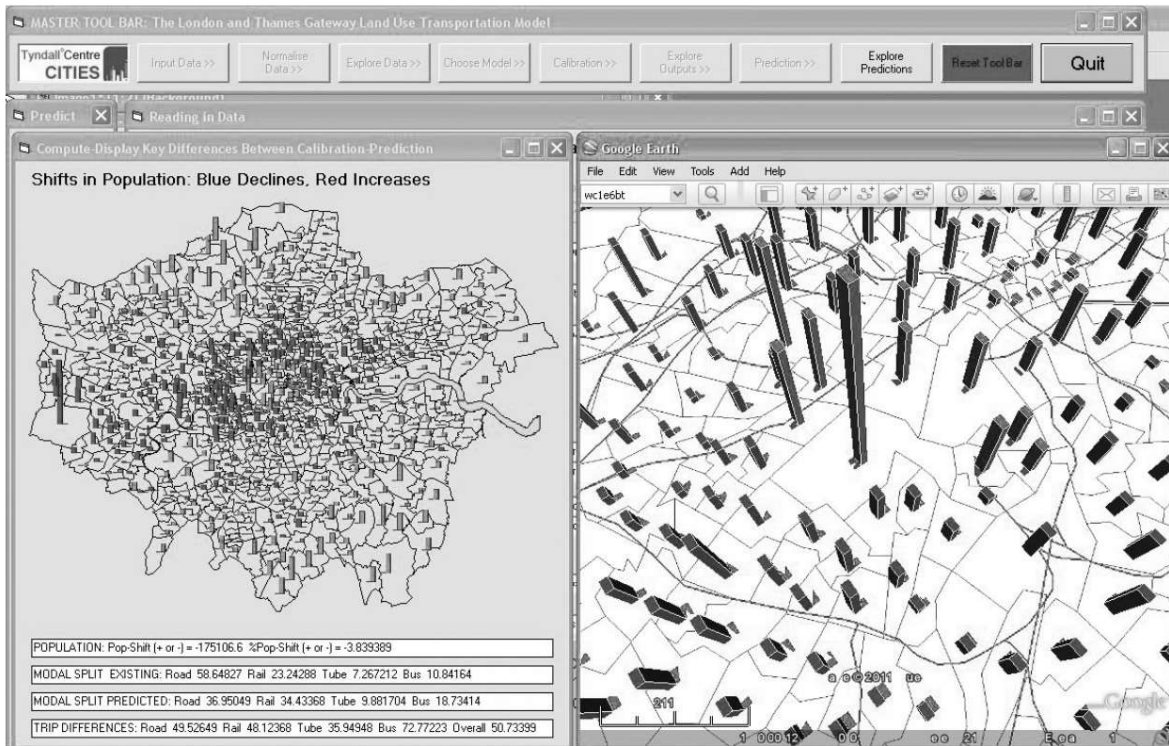 MASTER TOOL BAR: The London and Thames Gateway Land Use Transportation Model
Tyndall°Centre
CITIES
Input Data >>
Normalise
Data >>
Explore Data >>
Choose Model >>
Calibration >>
Explore
Outputs >>
Prediction >>
Explore
Predictions
Reset Tool Bar
Quit
Predict
Reading in Data
Compute-Display Key Differences Between Calibration-Prediction
Shifts in Population: Blue Declines, Red Increases
POPULATION: Pop-Shift (+ or -) = -175106.6 %Pop-Shift (+ or -) = -3.839389
MODAL SPLIT EXISTING: Road 58.64827 Rail 23.24288 Tube 7.267212 Bus 10.84164
MODAL SPLIT PREDICTED: Road 36.95049 Rail 34.43368 Tube 9.881704 Bus 18.73414
TRIP DIFFERENCES: Road 49.52649 Rail 48.12368 Tube 35.94948 Bus 72.77223 Overall 50.73399
Google Earth
File Edit View Tools Add Help
wc1e6bt
©2011
211
Google